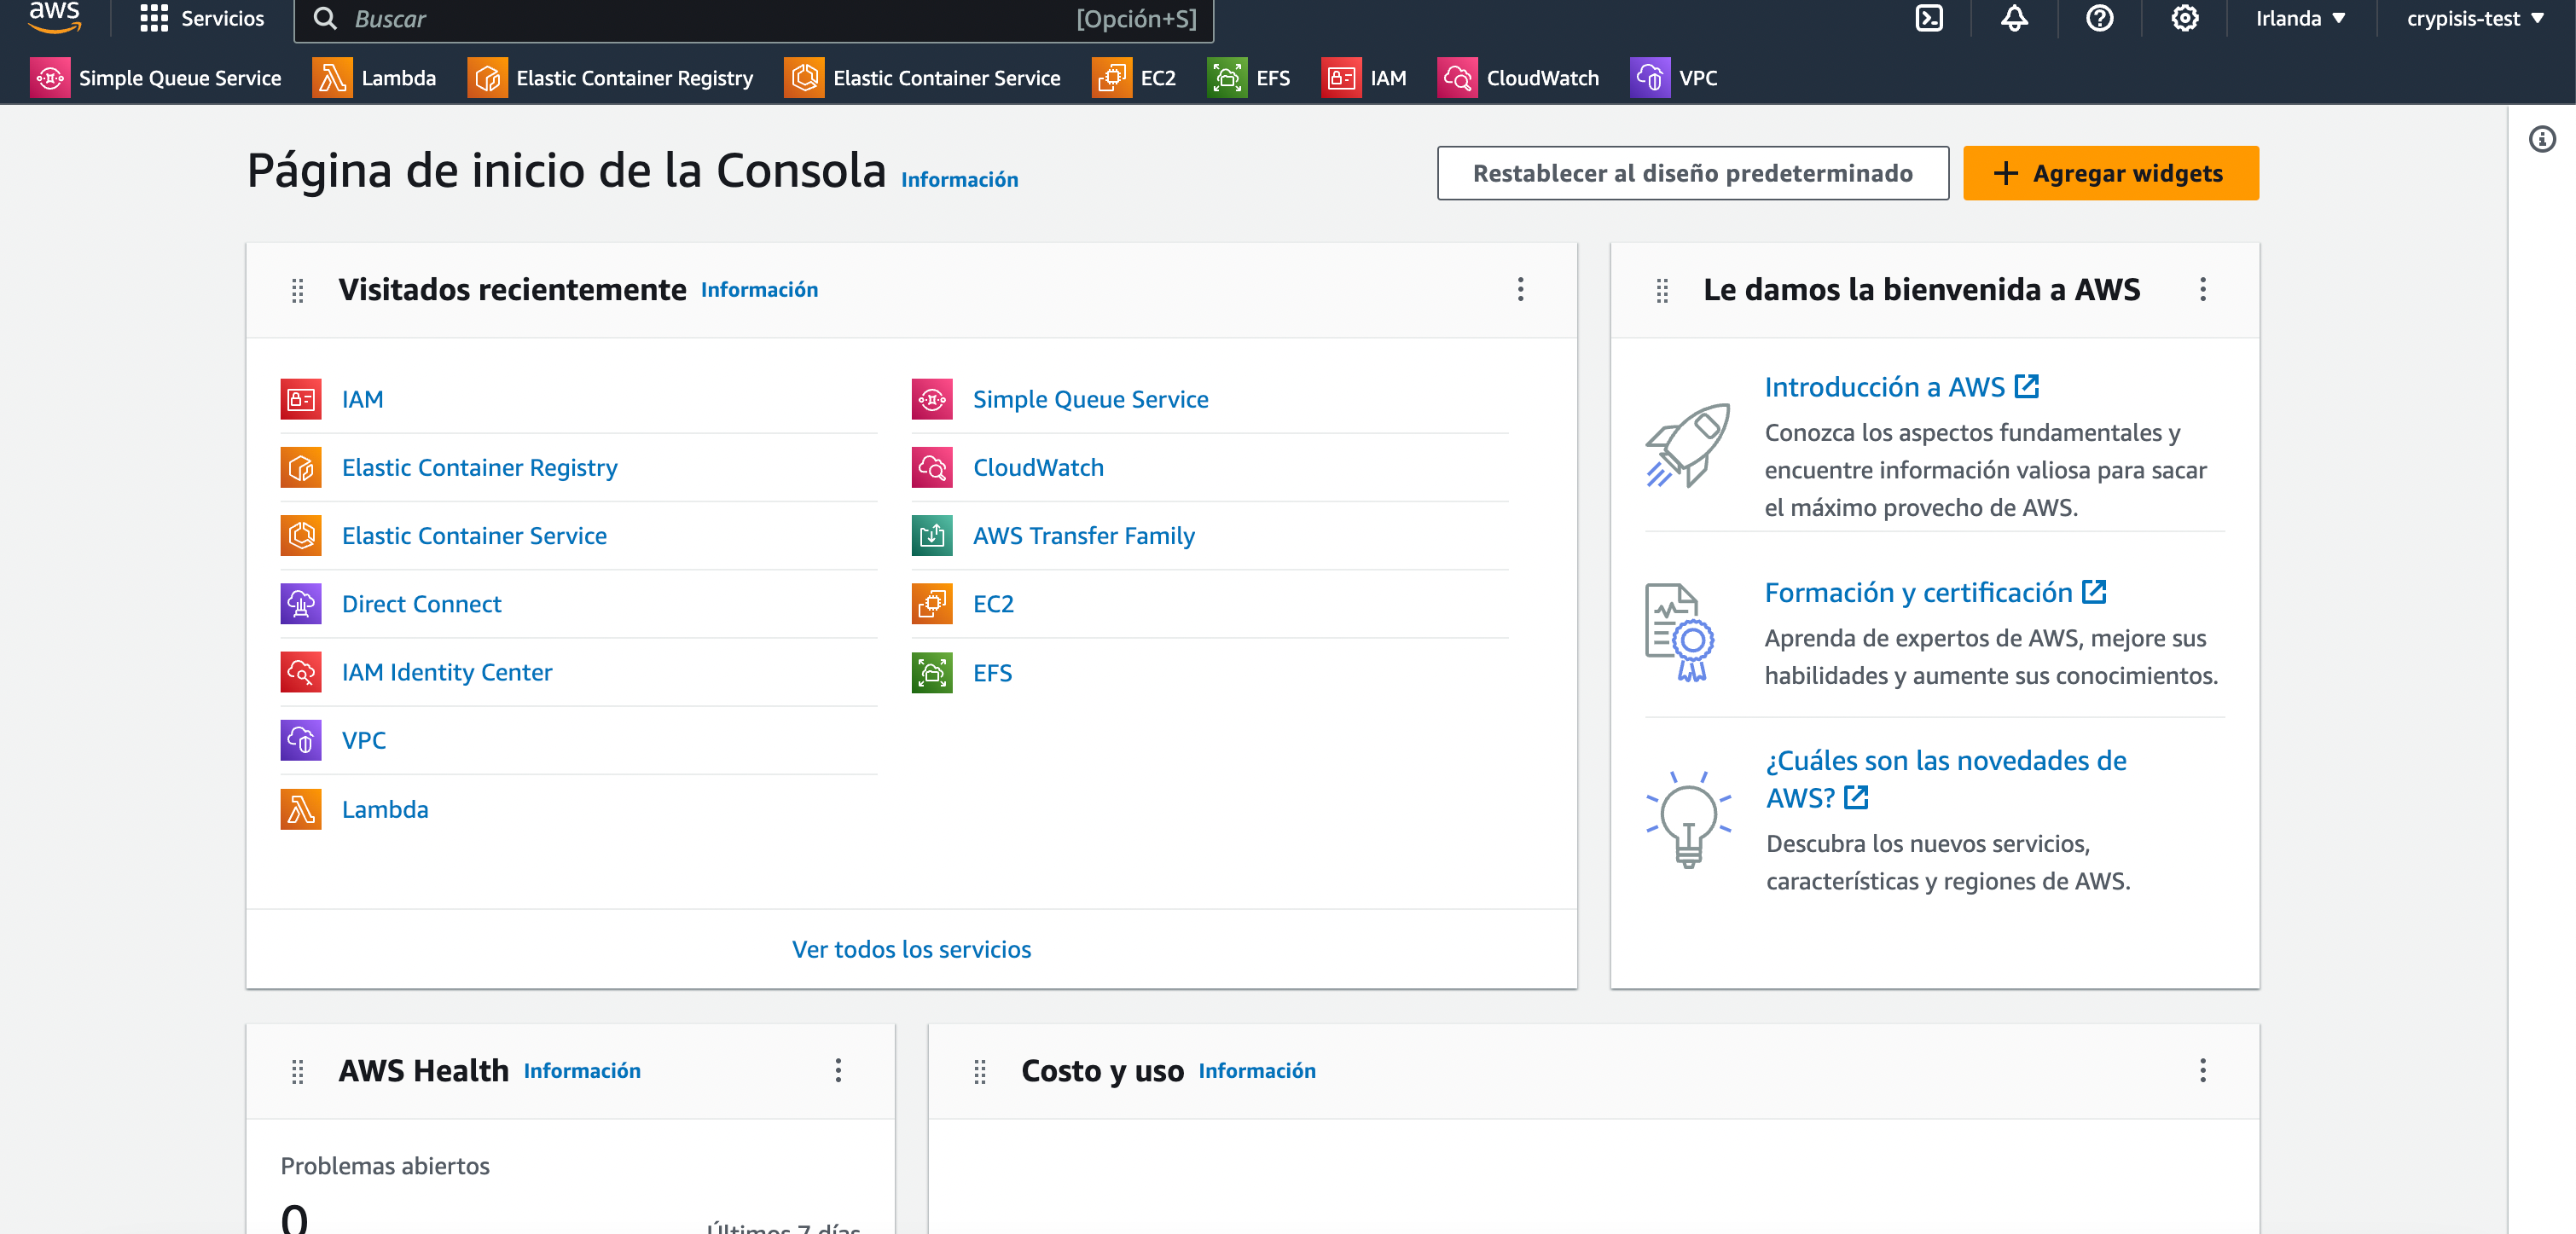 aws
Servicios
Buscar
[Opción+S]
Irlanda
crypisis-test
Simple Queue Service
Lambda
Elastic Container Registry
Elastic Container Service
EC2
EFS
IAM
CloudWatch
VPC
Página de inicio de la Consola Información
Restablecer al diseño predeterminado
Agregar widgets
Visitados recientemente Información
IAM
Elastic Container Registry
Elastic Container Service
Direct Connect
IAM Identity Center
VPC
Lambda
Simple Queue Service
CloudWatch
AWS Transfer Family
EC2
EFS
Ver todos los servicios
Le damos la bienvenida a AWS
Introducción a AWS
Conozca los aspectos fundamentales y
encuentre información valiosa para sacar
el máximo provecho de AWS.
Formación y certificación
Aprenda de expertos de AWS, mejore sus
habilidades y aumente sus conocimientos.
¿Cuáles son las novedades de
AWS?
Descubra los nuevos servicios,
características y regiones de AWS.
AWS Health Información
Problemas abiertos
0
Últimos 7 días
Costo y uso Información